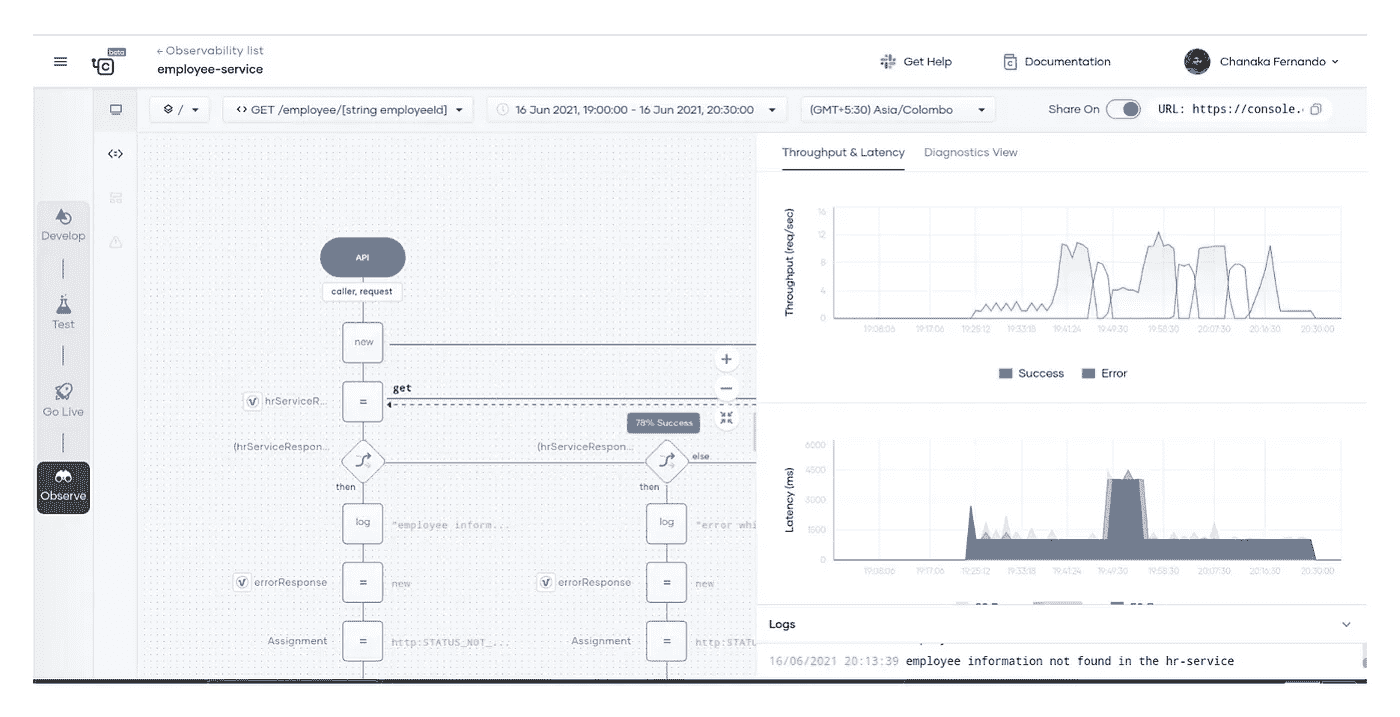 beta
← Observability list
employee-service
Get Help
Documentation
Chanaka Fernando
/
<> GET /employee/[string employeeId]
16 Jun 2021, 19:00:00 - 16 Jun 2021, 20:30:00
(GMT+5:30) Asia/Colombo
Share On
URL: https://console.
Develop
Test
Go Live
Observe
API
caller, request
new
get
=
hrServiceR...
78% Success
(hrServiceRespon...
(hrServiceRespon...
else
then
then
log
"employee inform...
log
"error whi
errorResponse
=
new
errorResponse
=
new
Assignment
=
http:STATUS_NOT_...
Assignment
=
http:STATU
Throughput & Latency
Diagnostics View
Throughput (req/sec)
16
12
8
4
0
19:08:06 19:17:06 19:25:12 19:33:18 19:41:24 19:49:30 19:58:30 20:07:30 20:16:30 20:30:00
Success
Error
Latency (ms)
6000
4500
3000
1500
0
19:08:06 19:17:06 19:25:12 19:33:18 19:41:24 19:49:30 19:58:30 20:07:30 20:16:30 20:30:00
Logs
16/06/2021 20:13:39 employee information not found in the hr-service